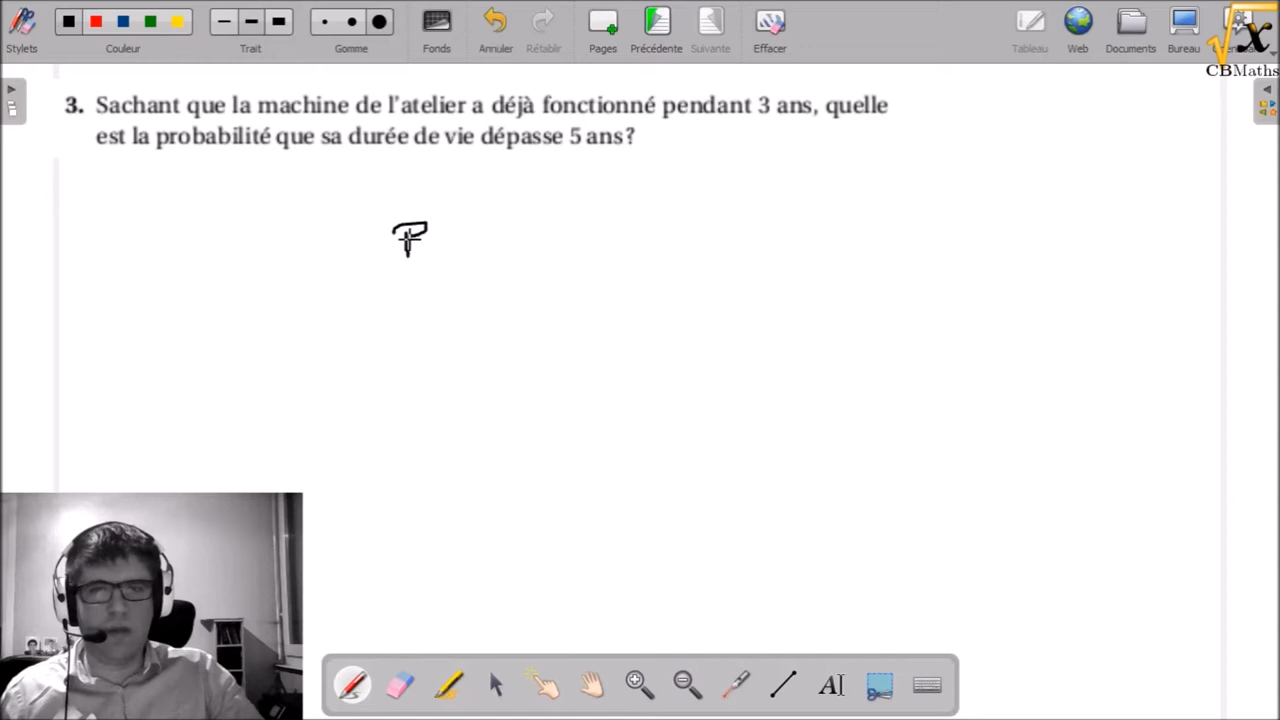 Stylets
Couleur
Trait
Gomme
Fonds
Annuler
Rétablir
Pages
Précédente
Suivante
Effacer
Tableau
Web
Documents
Bureau
√x
CBMaths
3. Sachant que la machine de l'atelier a déjà fonctionné pendant 3 ans, quelle
est la probabilité que sa durée de vie dépasse 5 ans ?
P
AI